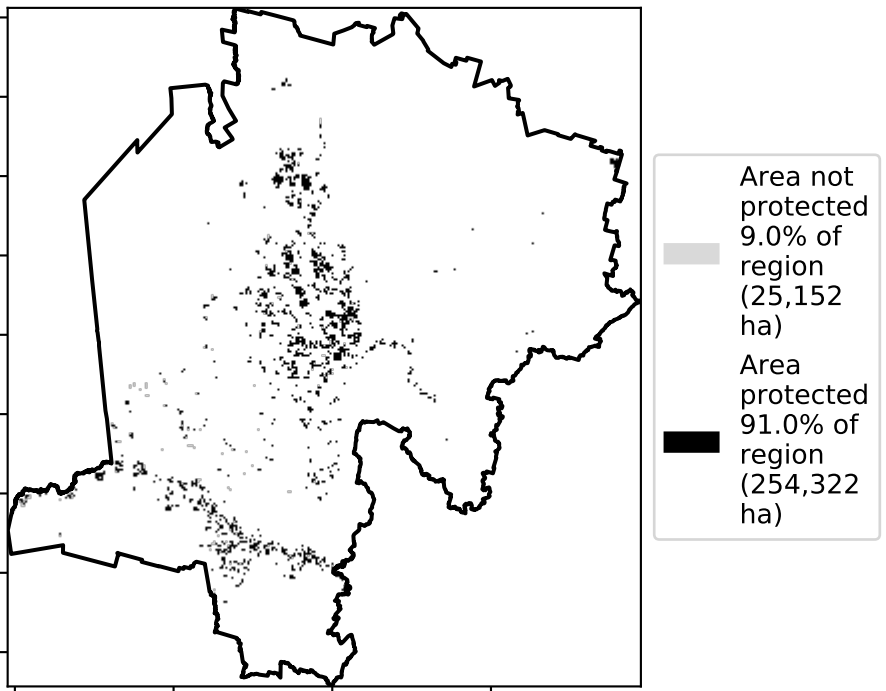 Area not
protected
9.0% of
region
(25,152
ha)
Area
protected
91.0% of
region
(254,322
ha)